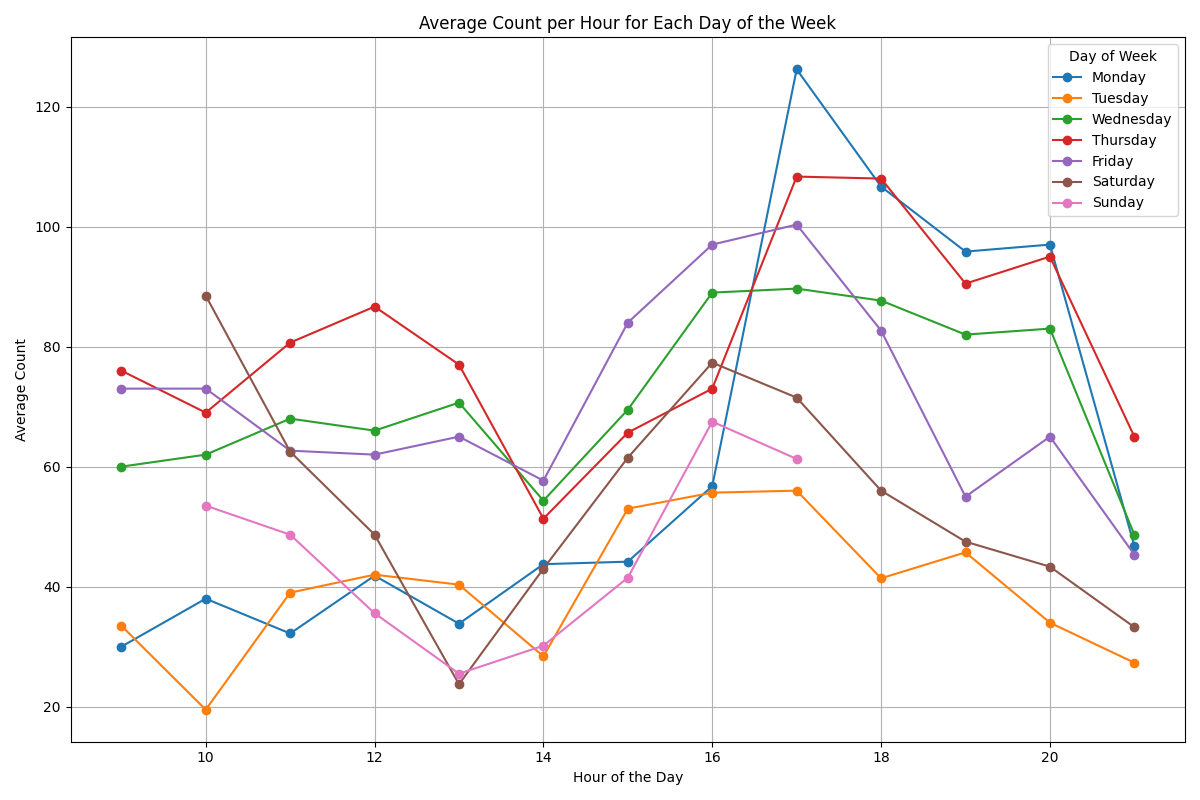 Average Count per Hour for Each Day of the Week
Day of Week
Monday
Tuesday
Wednesday
Thursday
Friday
Saturday
Sunday
Average Count
120
100
80
60
40
20
10 12 14 16 18 20
Hour of the Day